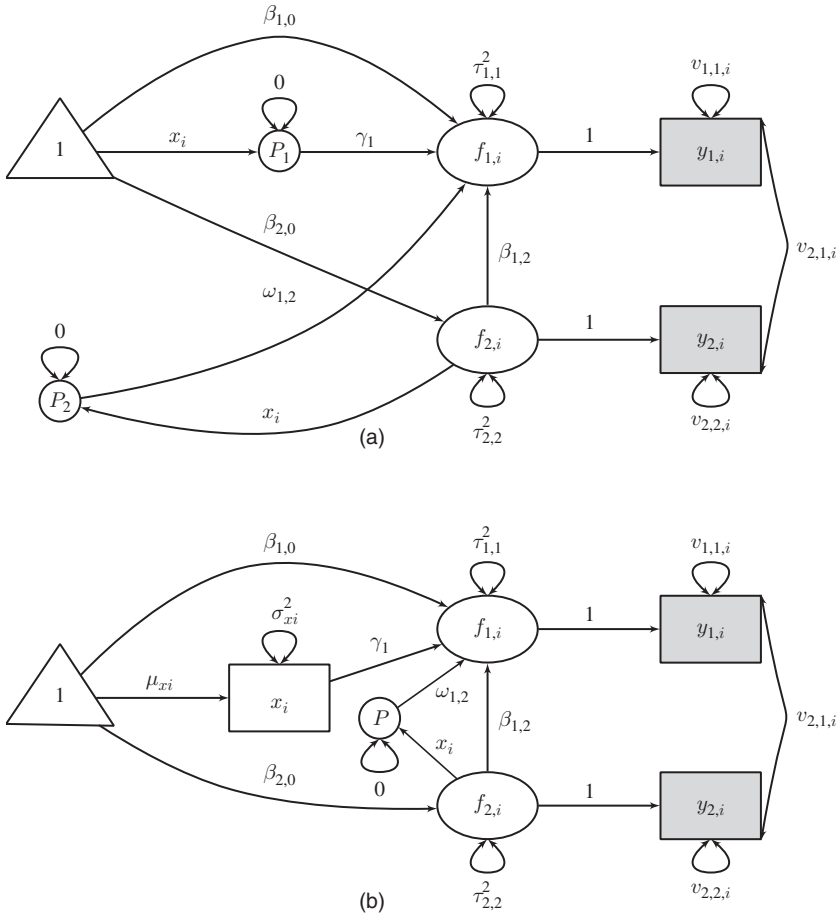 β1,0
τ²1,1
v1,1,i
0
1
xi
P1
γ1
f1,i
1
y1,i
β2,0
β1,2
v2,1,i
ω1,2
0
f2,i
1
y2,i
P2
xi
τ²2,2
v2,2,i
(a)
β1,0
τ²1,1
v1,1,i
σ²xi
γ1
f1,i
1
y1,i
1
μxi
xi
ω1,2
P
β1,2
v2,1,i
xi
β2,0
0
f2,i
1
y2,i
τ²2,2
v2,2,i
(b)